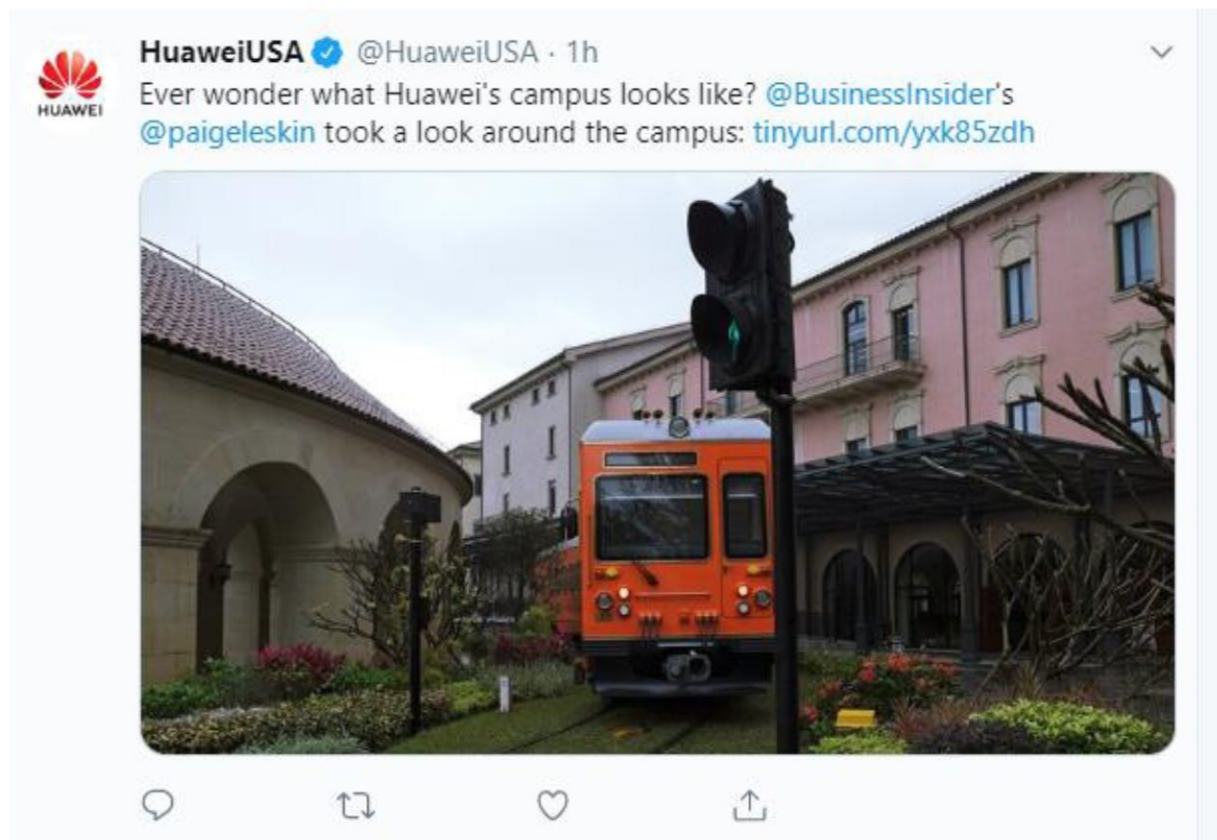 HuaweiUSA @HuaweiUSA · 1h
HUAWEI
Ever wonder what Huawei's campus looks like? @BusinessInsider's
@paigeleskin took a look around the campus: tinyurl.com/yxk85zdh